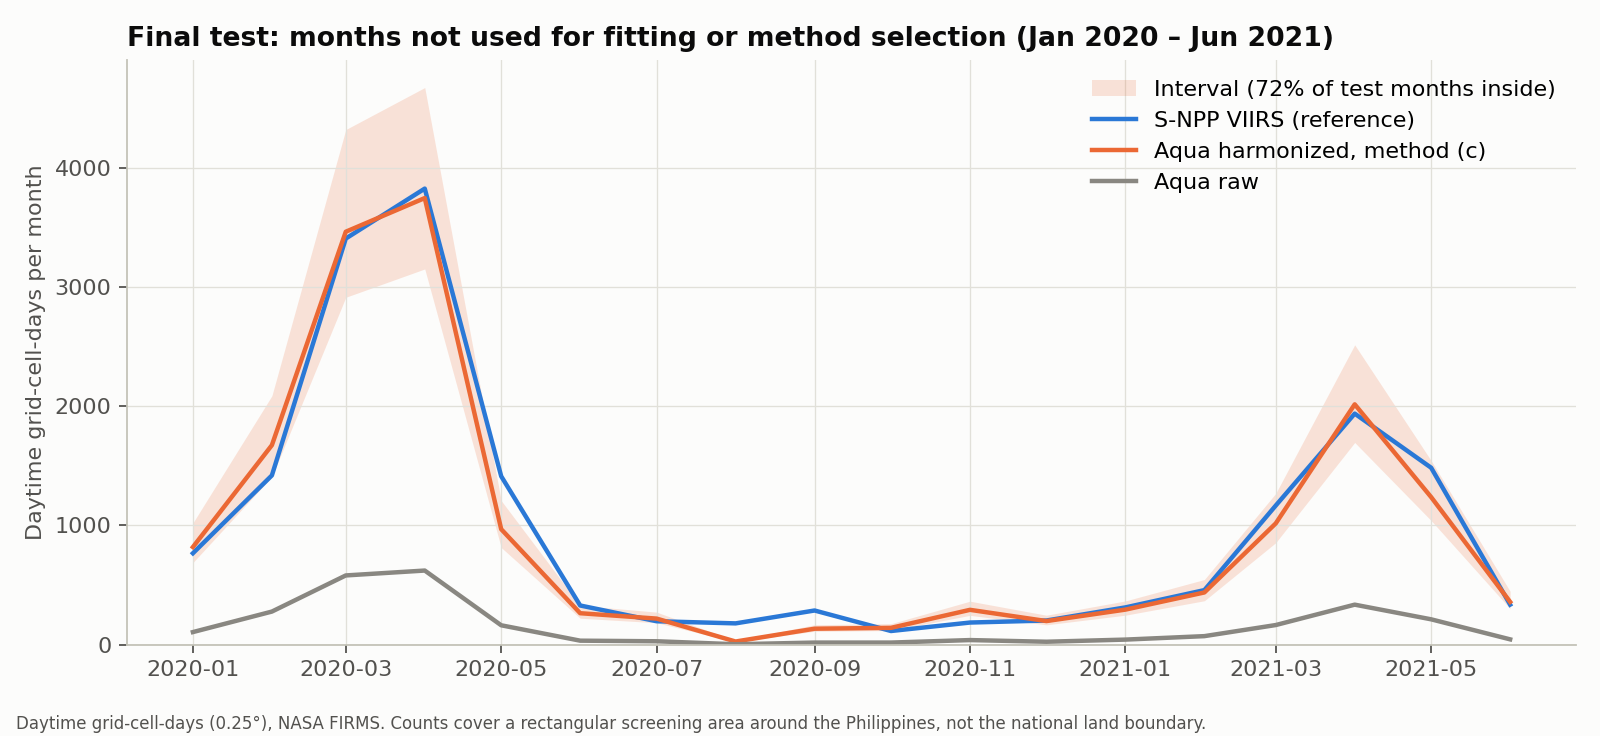 Final test: months not used for fitting or method selection (Jan 2020 – Jun 2021)
Interval (72% of test months inside)
S-NPP VIIRS (reference)
Aqua harmonized, method (c)
Aqua raw
Daytime grid-cell-days per month
4000
3000
2000
1000
0
2020-01
2020-03
2020-05
2020-07
2020-09
2020-11
2021-01
2021-03
2021-05
Daytime grid-cell-days (0.25°), NASA FIRMS. Counts cover a rectangular screening area around the Philippines, not the national land boundary.